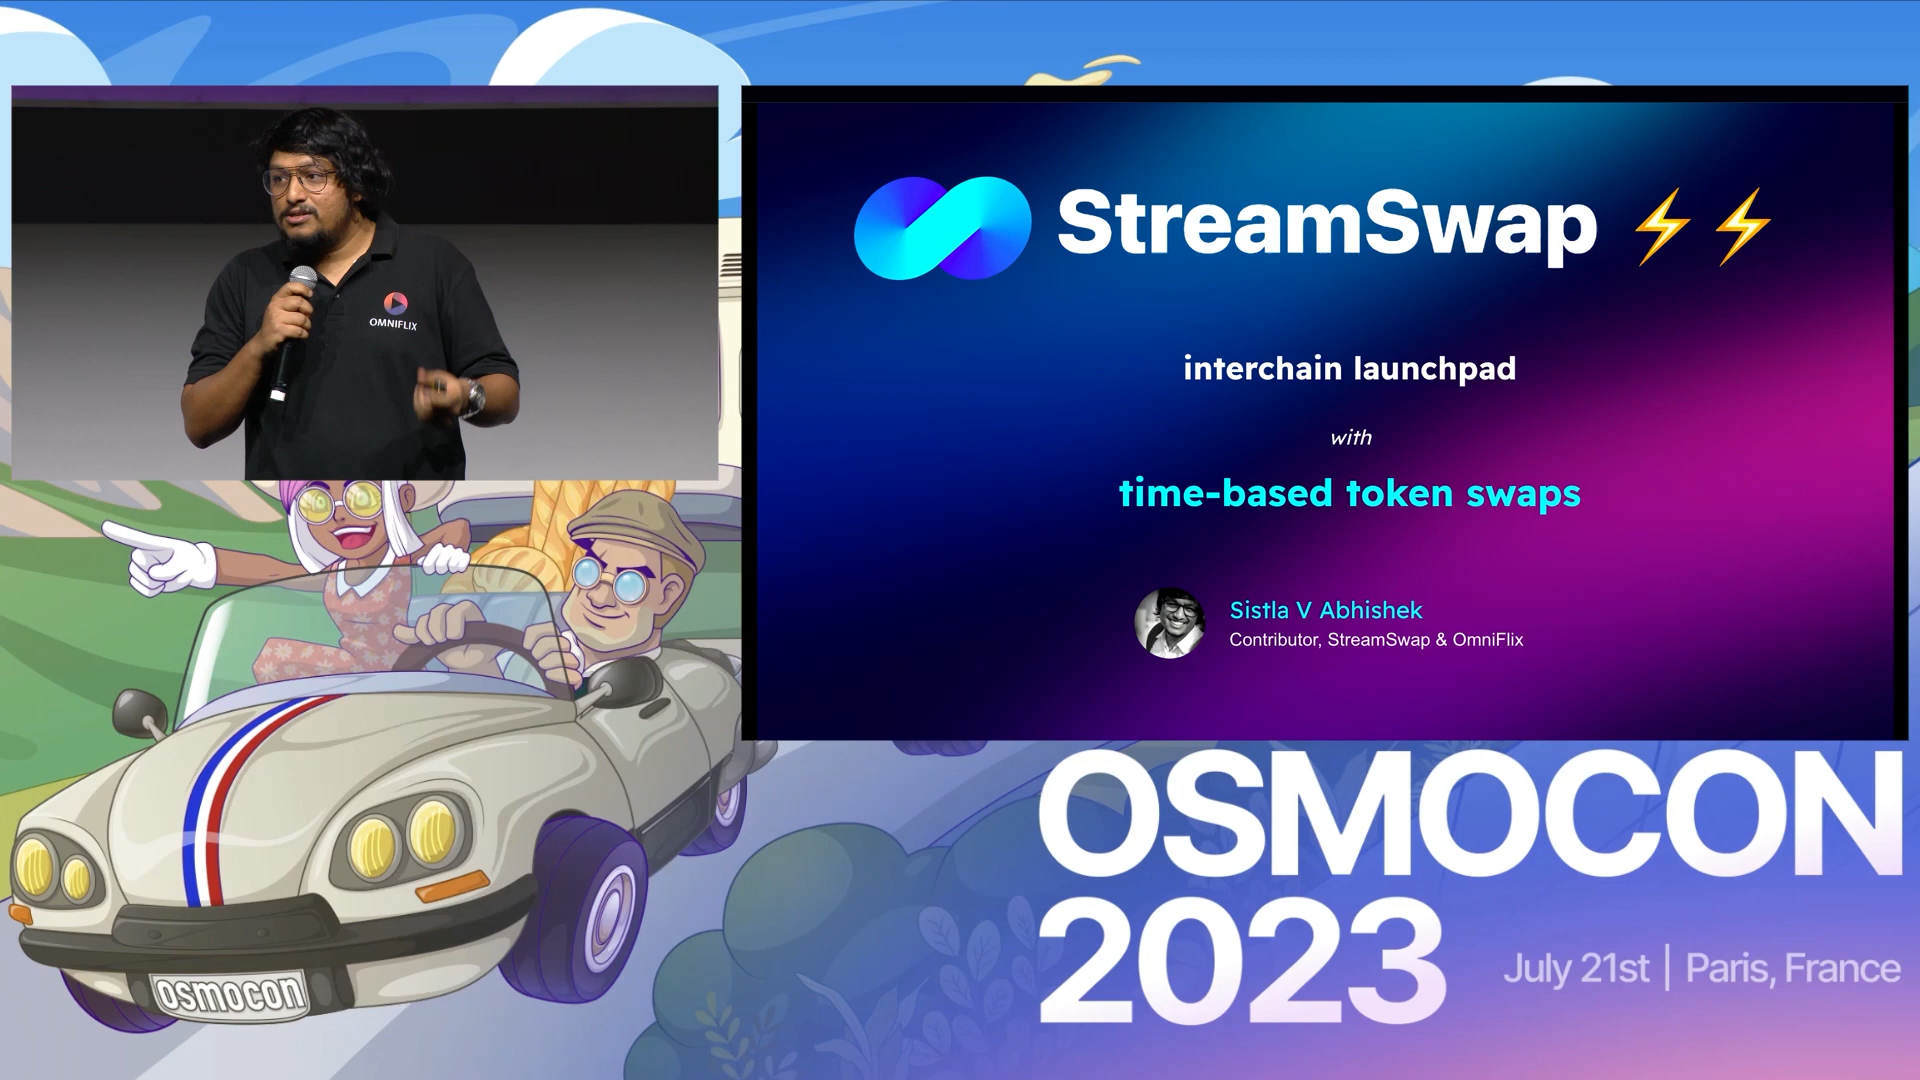 OMNIFLIX
StreamSwap ⚡⚡
interchain launchpad
with
time-based token swaps
Sistla V Abhishek
Contributor, StreamSwap & OmniFlix
osmocon
OSMOCON
2023
July 21st | Paris, France